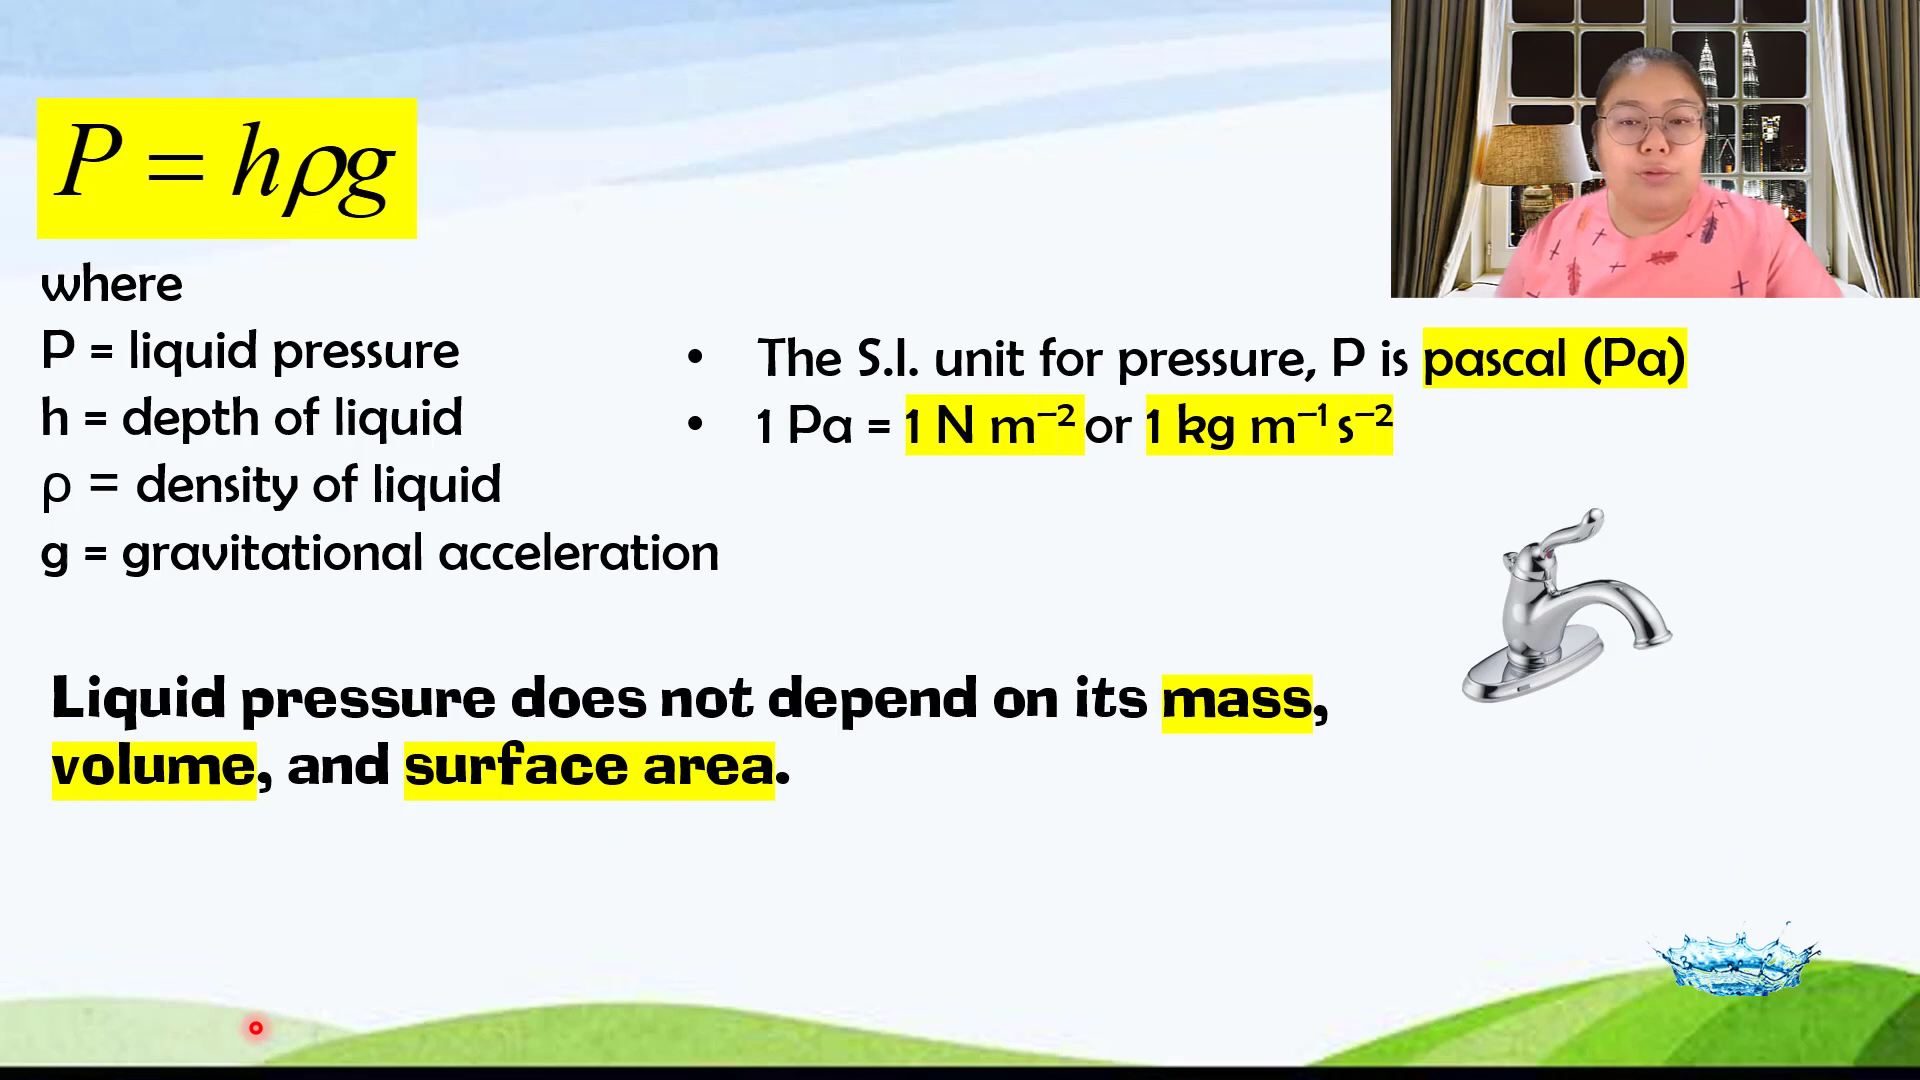 P = hρg
where
P = liquid pressure
h = depth of liquid
ρ = density of liquid
g = gravitational acceleration
• The S.I. unit for pressure, P is pascal (Pa)
• 1 Pa = 1 N m⁻² or 1 kg m⁻¹ s⁻²
Liquid pressure does not depend on its mass,
volume, and surface area.